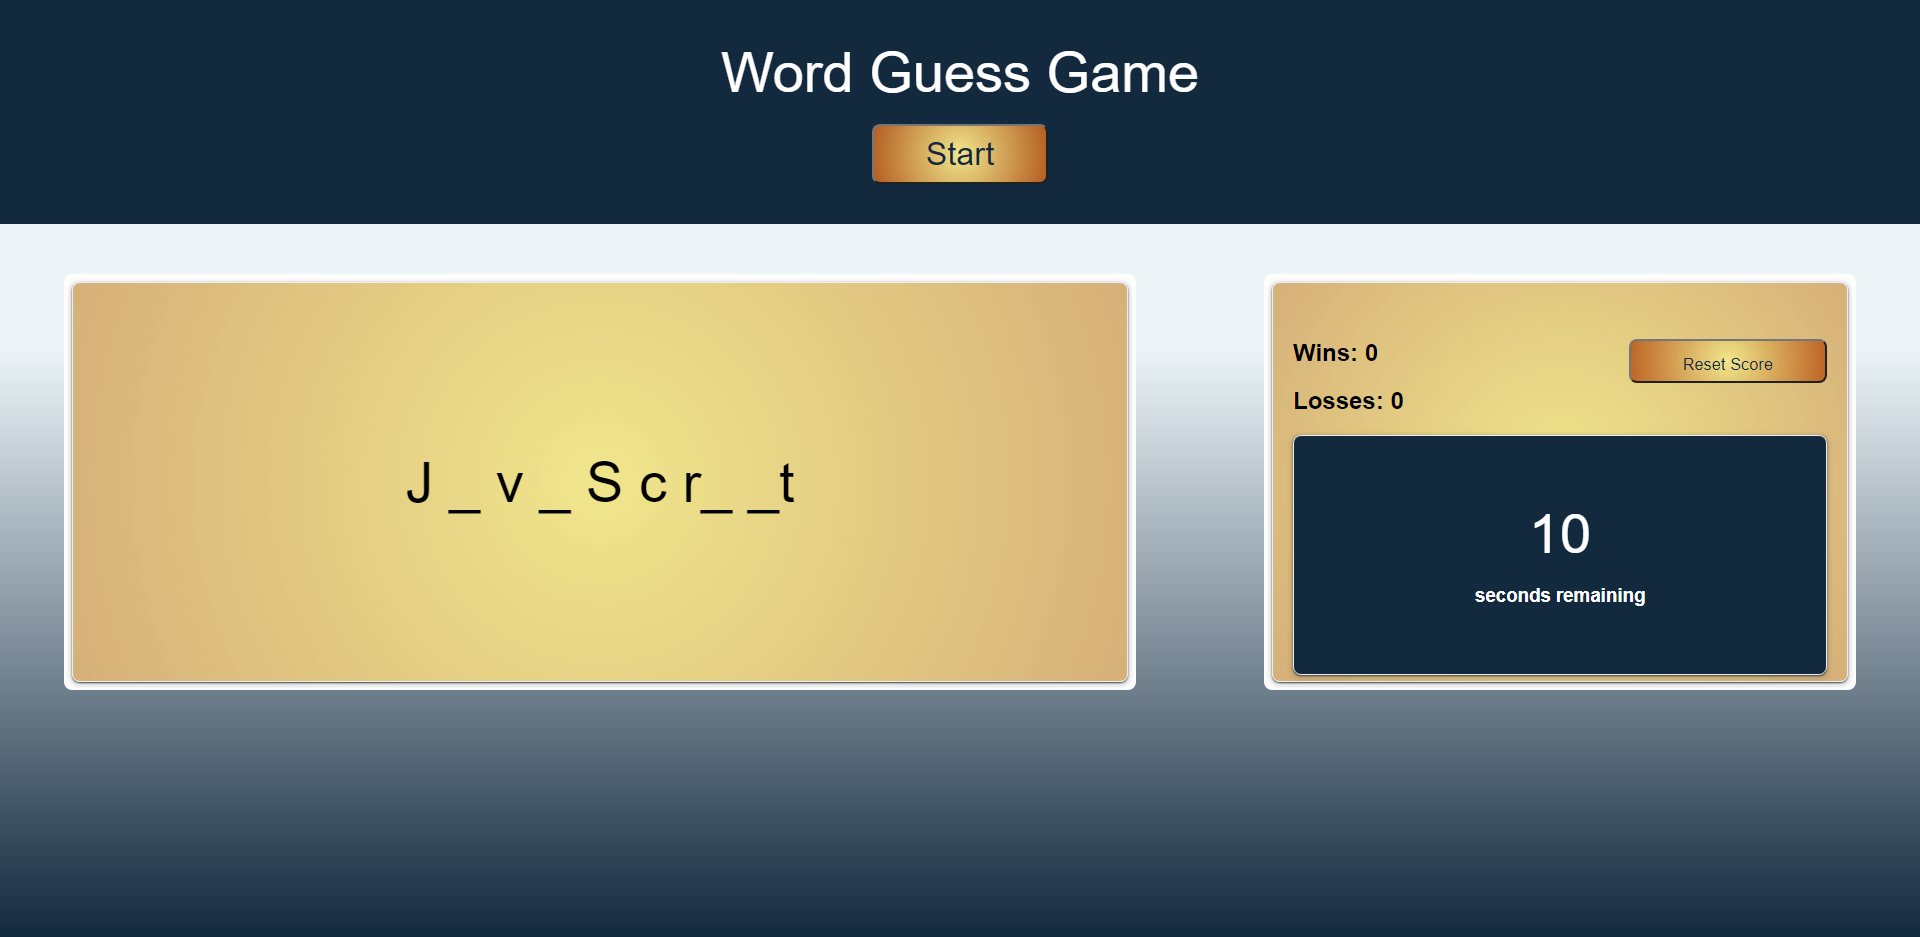 Word Guess Game
Start
J _ v _ S c r_ _t
Wins: 0
Reset Score
Losses: 0
10
seconds remaining